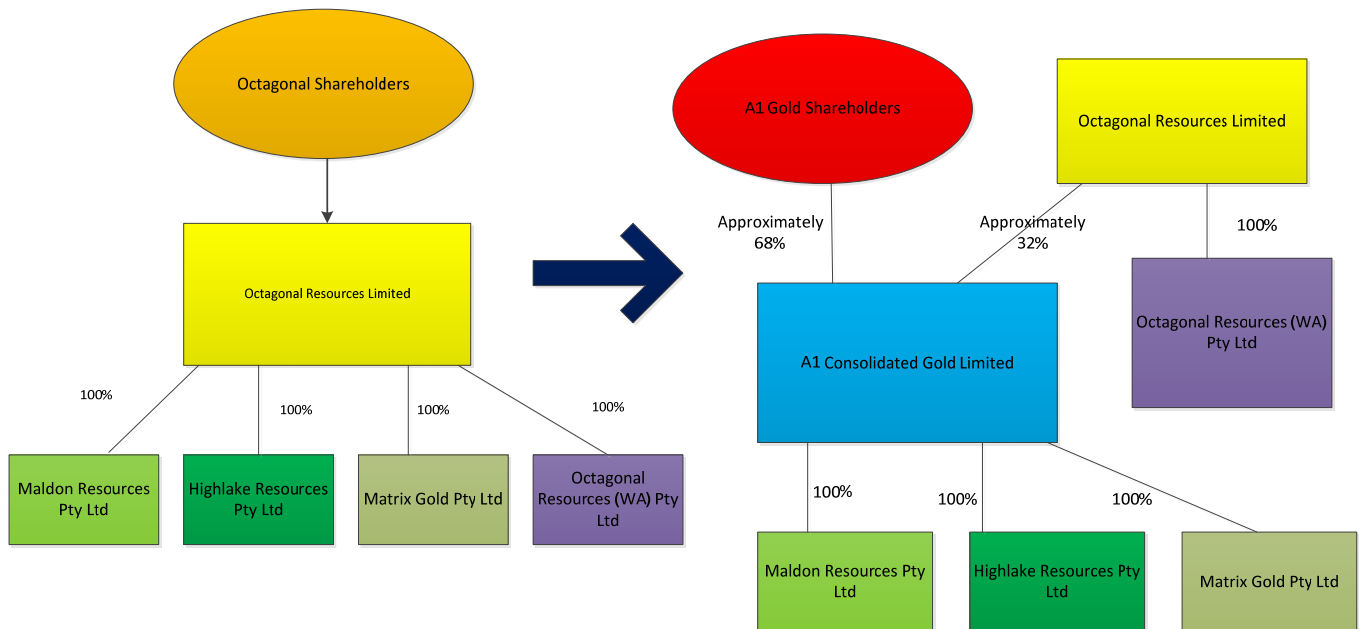 Octagonal Shareholders
Octagonal Resources Limited
100%
100%
100%
100%
Maldon Resources
Pty Ltd
Highlake Resources
Pty Ltd
Matrix Gold Pty Ltd
Octagonal
Resources (WA) Pty
Ltd
A1 Gold Shareholders
Octagonal Resources Limited
Approximately
68%
Approximately
32%
100%
A1 Consolidated Gold Limited
Octagonal Resources (WA)
Pty Ltd
100%
100%
100%
Maldon Resources Pty
Ltd
Highlake Resources Pty
Ltd
Matrix Gold Pty Ltd